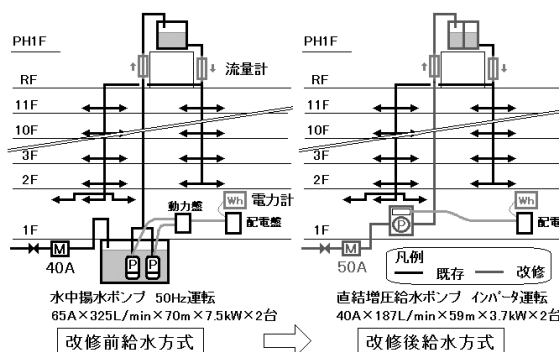 PH1F
RF
11F
10F
3F
2F
1F
流量計
電力計
Wh
動力盤
配電盤
M
40A
P
P
水中揚水ポンプ 50Hz運転
65A×325L/min×70m×7.5kW×2台
改修前給水方式
PH1F
RF
11F
10F
3F
2F
1F
Wh
配電
P
M
50A
凡例
既存
改修
直結増圧給水ポンプ インバータ運転
40A×187L/min×59m×3.7kW×2台
改修後給水方式